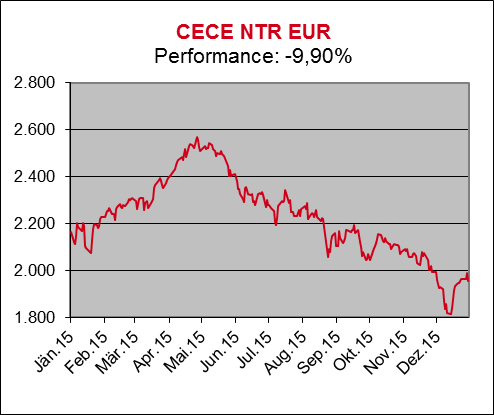 CECE NTR EUR
Performance: -9,90%
2.800
2.600
2.400
2.200
2.000
1.800
Jän.15
Feb.15
Mär.15
Apr.15
Mai.15
Jun.15
Jul.15
Aug.15
Sep.15
Okt.15
Nov.15
Dez.15